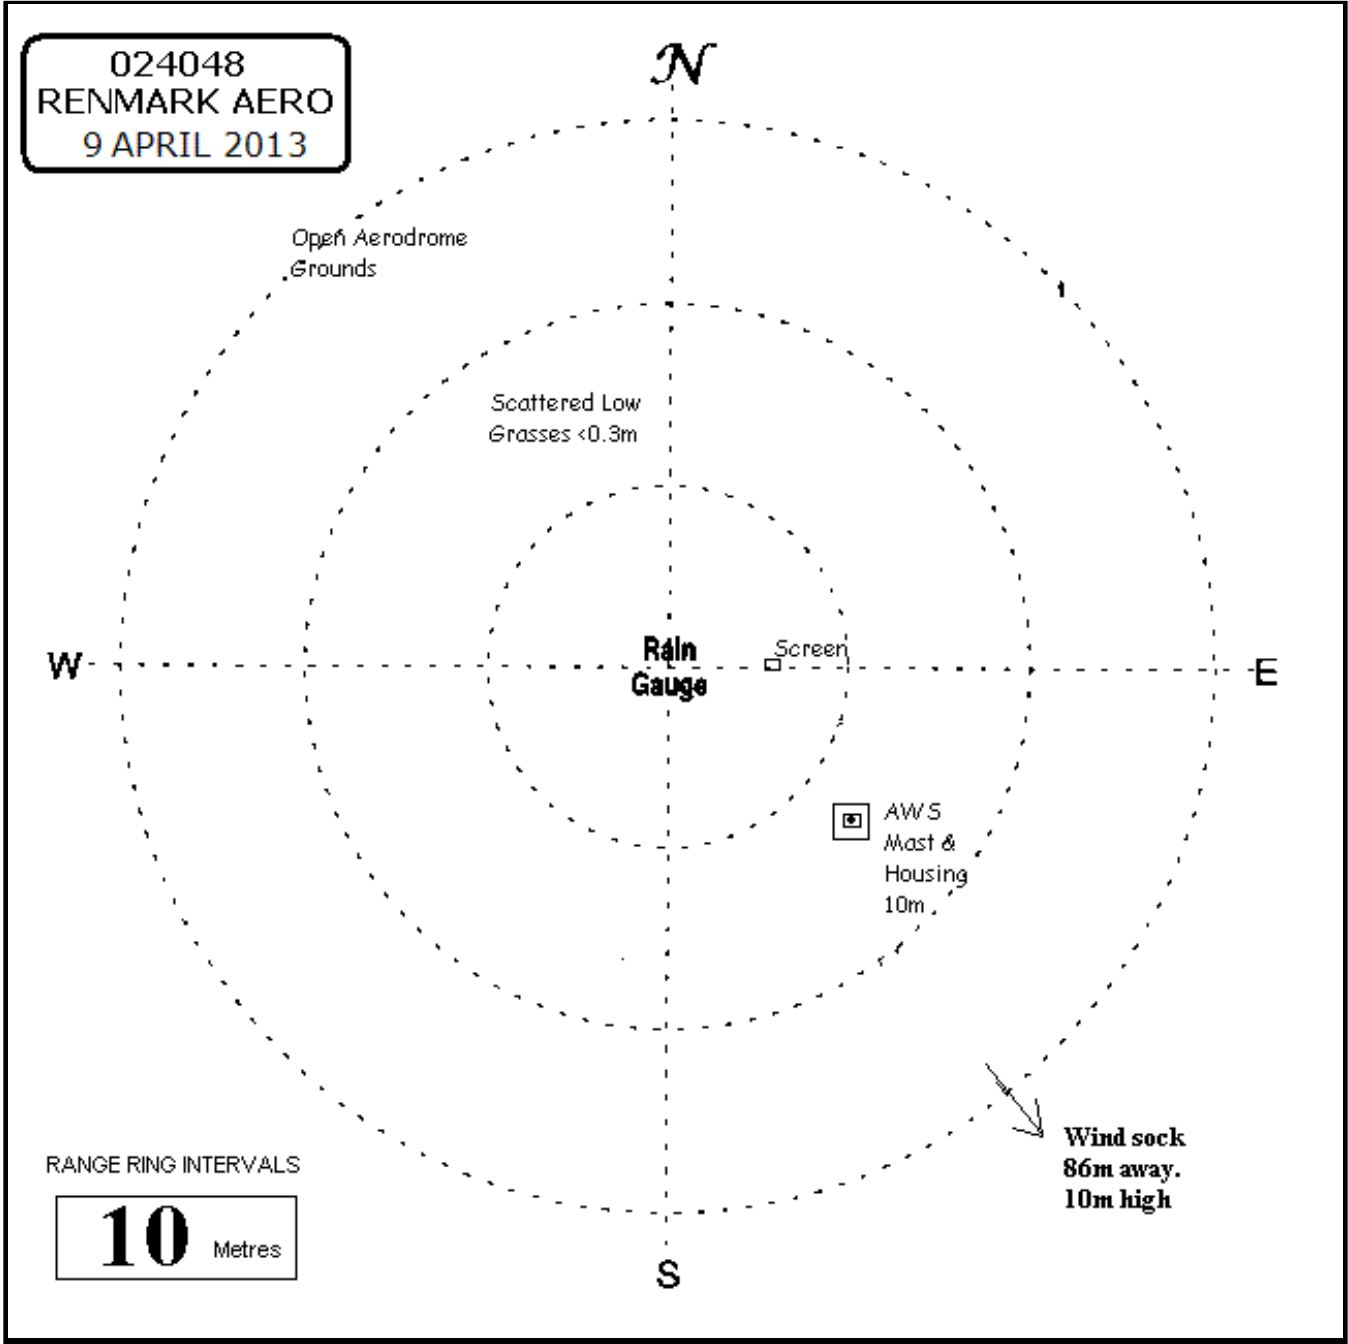 024048
RENMARK AERO
9 APRIL 2013
N
Open Aerodrome
Grounds
Scattered Low
Grasses <0.3m
W
Rain
Gauge
Screen
E
AWS
Mast &
Housing
10m
Wind sock
86m away.
10m high
RANGE RING INTERVALS
10 Metres
S